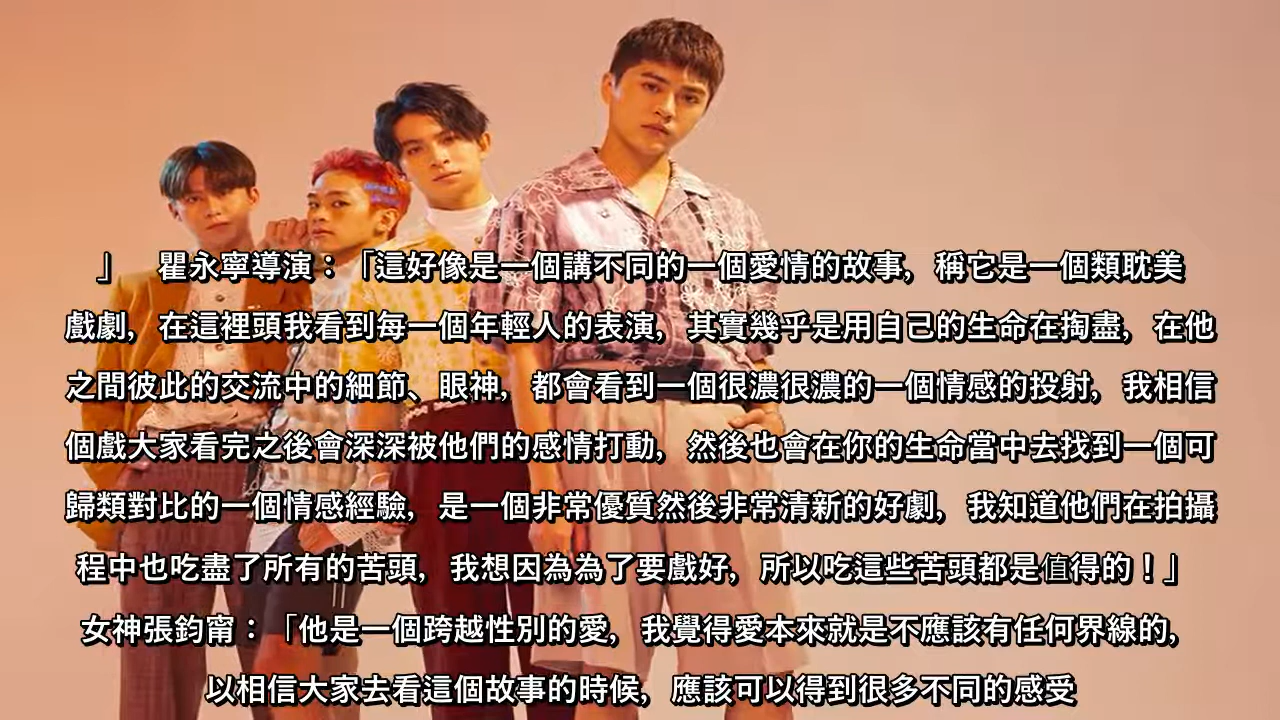 」 瞿永寧導演：「這好像是一個講不同的一個愛情的故事，稱它是一個類耽美
戲劇，在這裡頭我看到每一個年輕人的表演，其實幾乎是用自己的生命在掏盡，在他
之間彼此的交流中的細節、眼神，都會看到一個很濃很濃的一個情感的投射，我相信
個戲大家看完之後會深深被他們的感情打動，然後也會在你的生命當中去找到一個可
歸類對比的一個情感經驗，是一個非常優質然後非常清新的好劇，我知道他們在拍攝
程中也吃盡了所有的苦頭，我想因為為了要戲好，所以吃這些苦頭都是值得的！」
女神張鈞甯：「他是一個跨越性別的愛，我覺得愛本來就是不應該有任何界線的，
以相信大家去看這個故事的時候，應該可以得到很多不同的感受